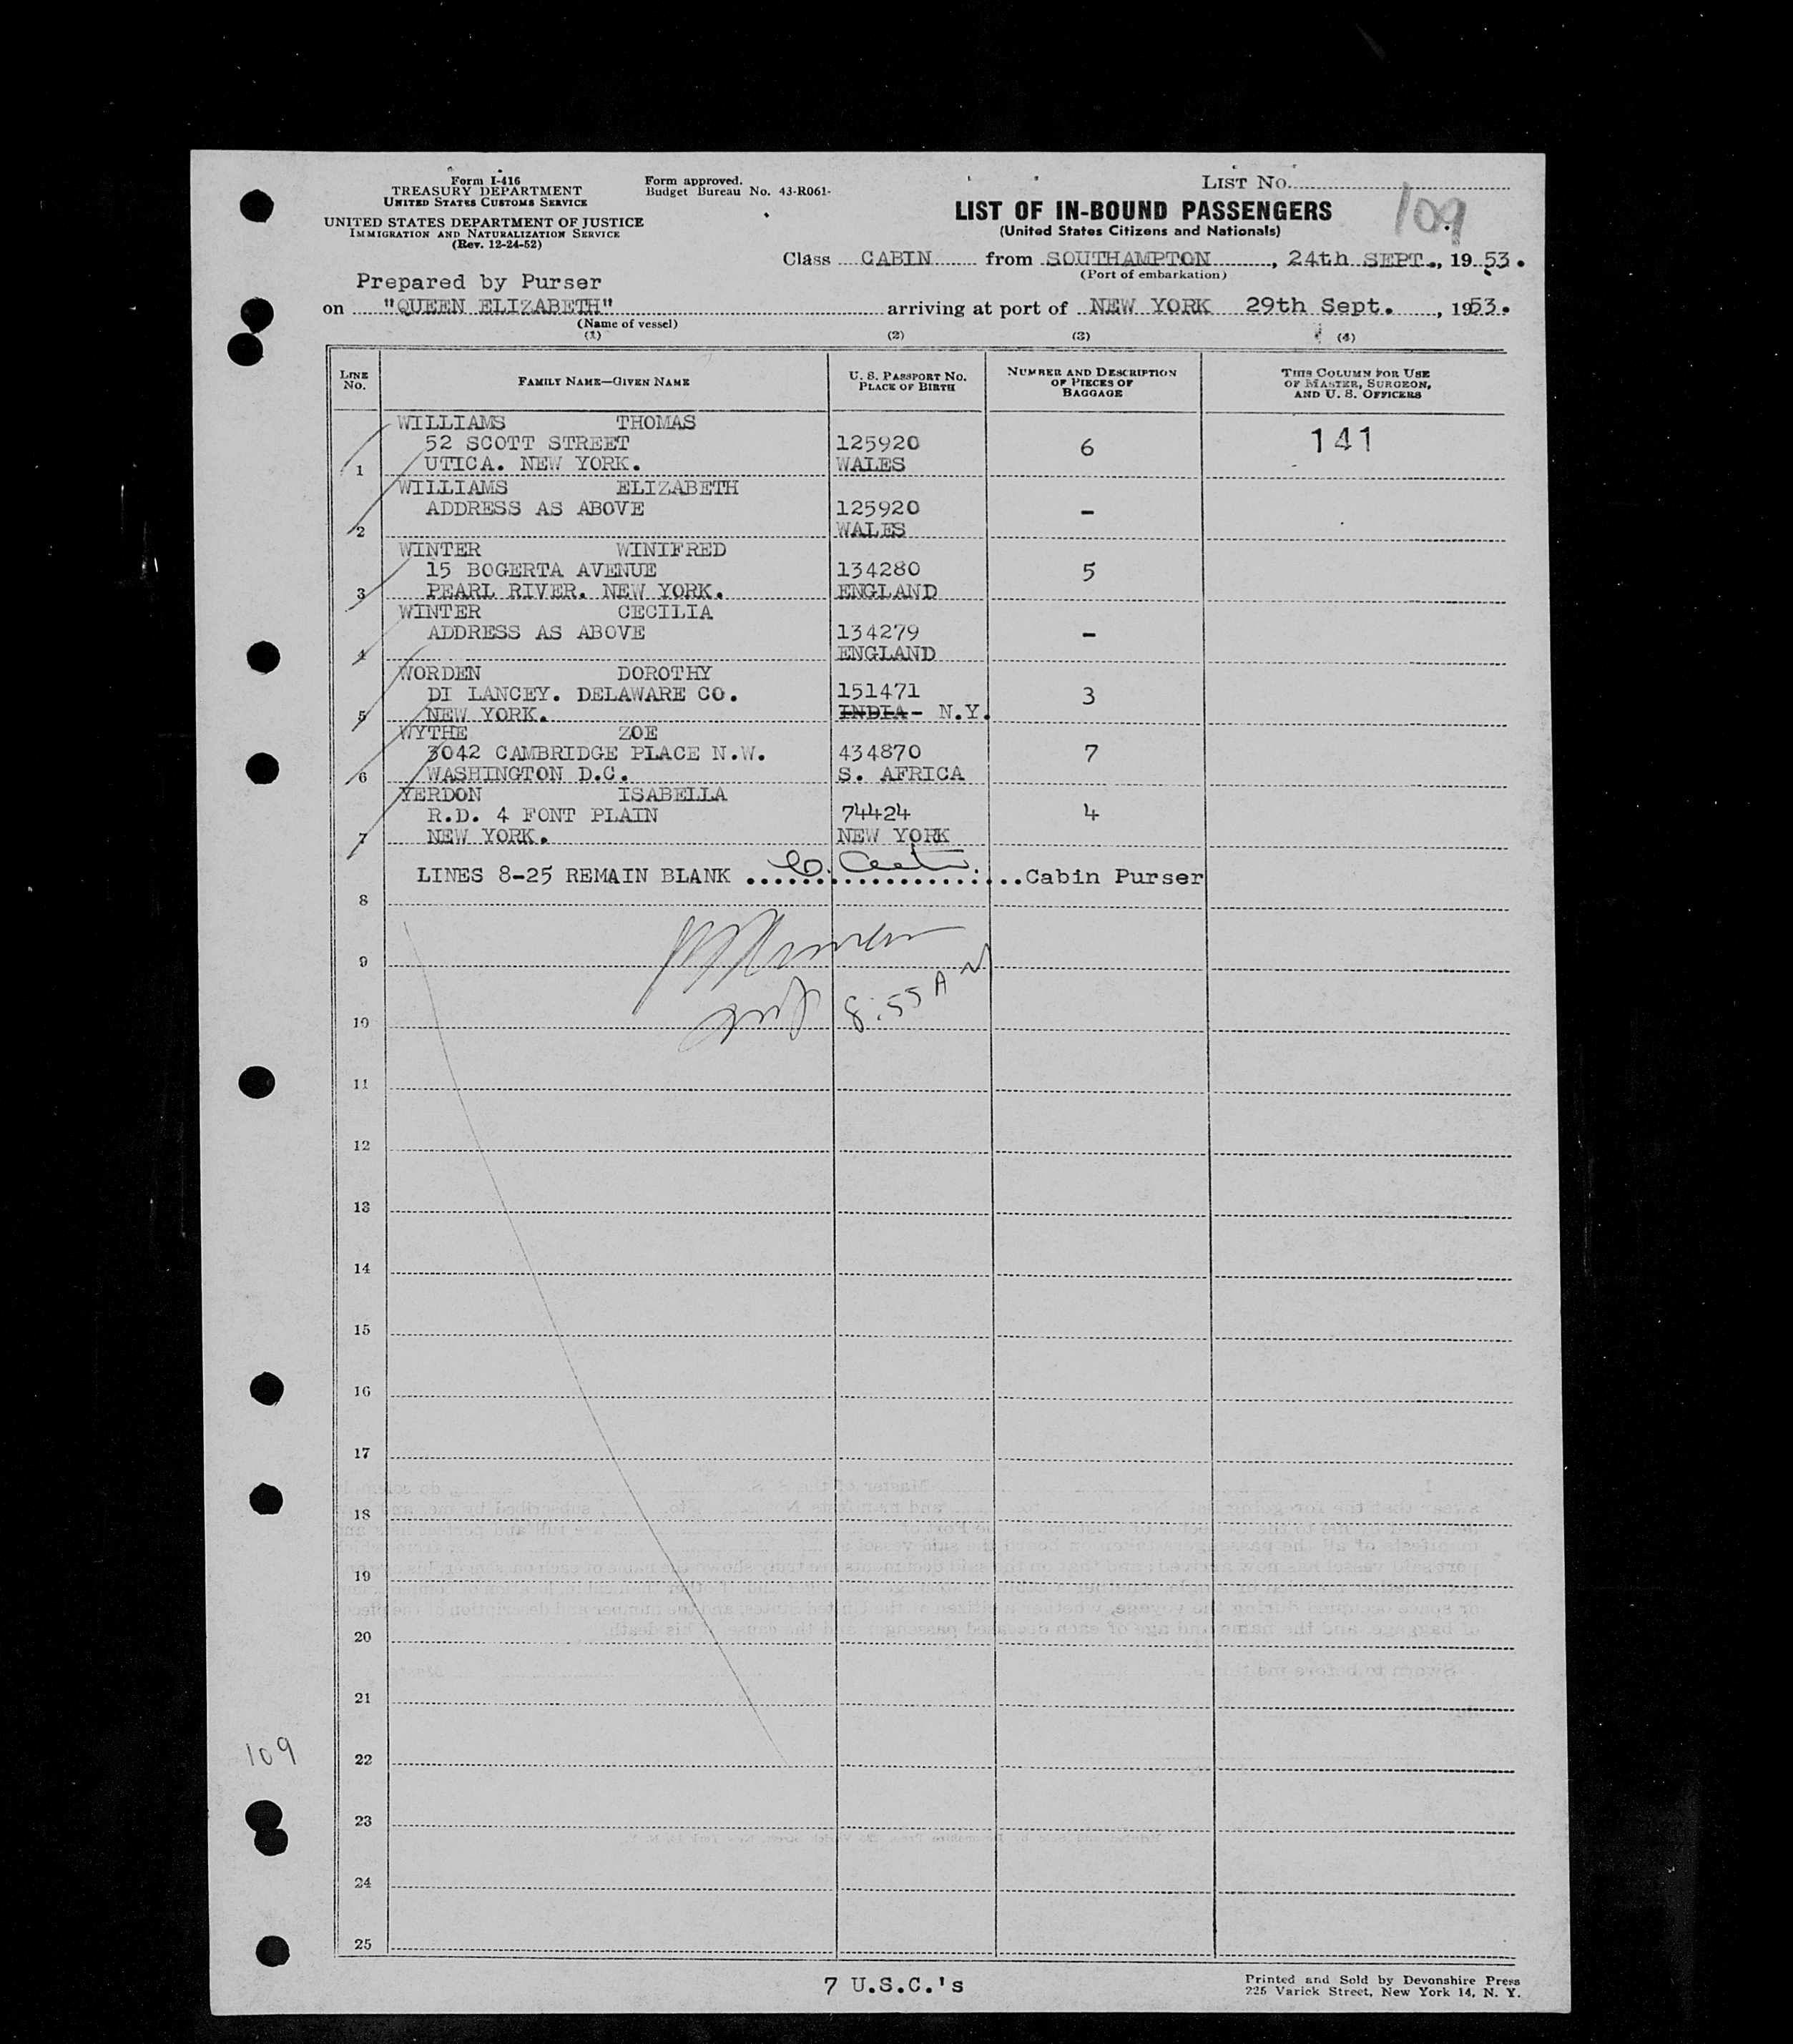 Form I-416
TREASURY DEPARTMENT
UNITED STATES CUSTOMS SERVICE
UNITED STATES DEPARTMENT OF JUSTICE
IMMIGRATION AND NATURALIZATION SERVICE
(Rev. 12-24-52)
Form approved.
Budget Bureau No. 43-R061-
LIST NO.
109
LIST OF IN-BOUND PASSENGERS
(United States Citizens and Nationals)
Class CABIN from SOUTHAMPTON, 24th SEPT., 1953.
(Port of embarkation)
Prepared by Purser
on "QUEEN ELIZABETH" arriving at port of NEW YORK 29th Sept., 1953.
(Name of vessel)
(1) (2) (3) (4)
LINE NO. FAMILY NAME—GIVEN NAME U. S. PASSPORT NO. PLACE OF BIRTH NUMBER AND DESCRIPTION OF PIECES OF BAGGAGE THIS COLUMN FOR USE OF MASTER, SURGEON, AND U. S. OFFICERS
WILLIAMS THOMAS
52 SCOTT STREET 125920 6 141
1 UTICA. NEW YORK. WALES
WILLIAMS ELIZABETH
ADDRESS AS ABOVE 125920 -
2 WALES
WINTER WINIFRED
15 BOGERTA AVENUE 134280 5
3 PEARL RIVER. NEW YORK. ENGLAND
WINTER CECILIA
ADDRESS AS ABOVE 134279 -
4 ENGLAND
WORDEN DOROTHY
DI LANCEY. DELAWARE CO. 151471 3
5 NEW YORK. INDIA- N.Y.
WYTHE ZOE
3042 CAMBRIDGE PLACE N.W. 434870 7
6 WASHINGTON D.C. S. AFRICA
YERDON ISABELLA
R.D. 4 FONT PLAIN 74424 4
7 NEW YORK. NEW YORK
LINES 8-25 REMAIN BLANK Cabin Purser
8
9
8:55 AM
10
11
12
13
14
15
16
17
18
19
20
21
22
109
23
24
25
7 U.S.C.'s
Printed and Sold by Devonshire Press
225 Varick Street, New York 14, N. Y.